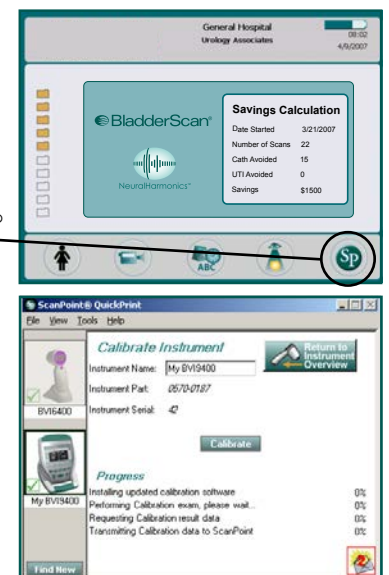 General Hospital
Urology Associates
08:02
4/9/2007
BladderScan®
NeuralHarmonics™
Savings Calculation
Date Started 3/21/2007
Number of Scans 22
Cath Avoided 15
UTI Avoided 0
Savings $1500
ABC
Sp
ScanPoint® QuickPrint
File View Tools Help
Calibrate Instrument
Return to Instrument Overview
Instrument Name: My BVI9400
Instrument Part: 0570-0187
Instrument Serial: 42
BVI6400
Calibrate
My BVI9400
Progress
Installing updated calibration software 0%
Performing Calibration exam, please wait... 0%
Requesting Calibration result data 0%
Transmitting Calibration data to ScanPoint 0%
Find New